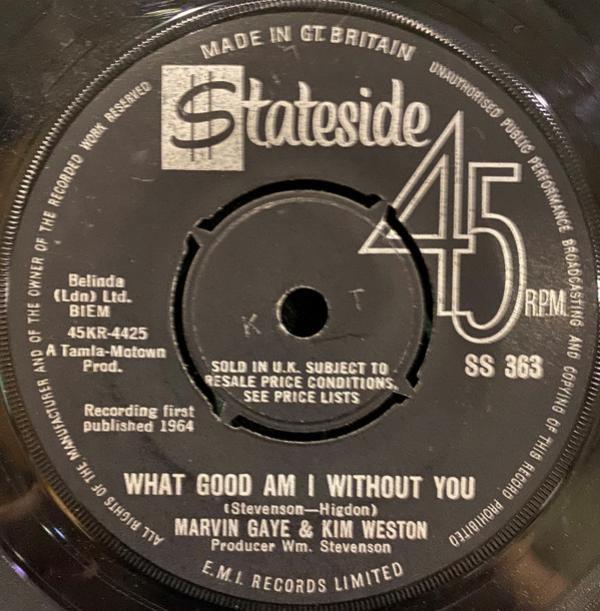 MADE IN GT. BRITAIN
UNAUTHORISED PUBLIC PERFORMANCE BROADCASTING AND COPYING OF THIS RECORD PROHIBITED
ALL RIGHTS OF THE MANUFACTURER AND OF THE OWNER OF THE RECORDED WORK RESERVED
$tateside
45
R.P.M.
Belinda
(Ldn) Ltd.
BIEM
45KR-4425
A Tamla-Motown
Prod.
K T
SS 363
SOLD IN U.K. SUBJECT TO
RESALE PRICE CONDITIONS,
SEE PRICE LISTS
Recording first
published 1964
WHAT GOOD AM I WITHOUT YOU
(Stevenson—Higdon)
MARVIN GAYE & KIM WESTON
Producer Wm. Stevenson
E.M.I. RECORDS LIMITED